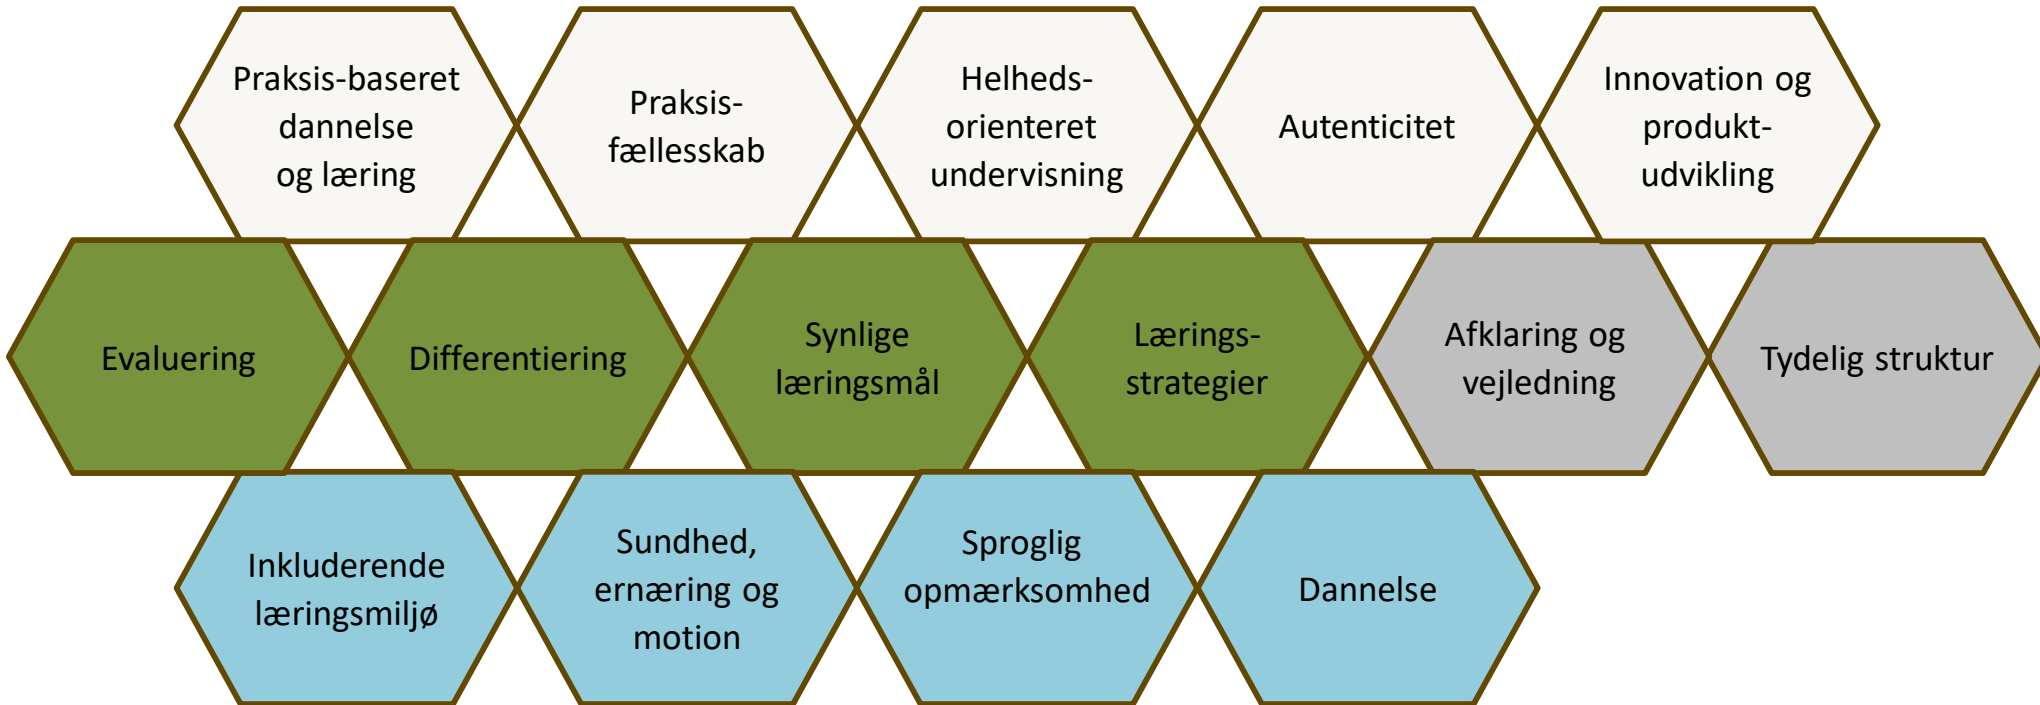 Praksis-baseret
dannelse
og læring
Praksis-
fællesskab
Helheds-
orienteret
undervisning
Autenticitet
Innovation og
produkt-
udvikling
Evaluering
Differentiering
Synlige
læringsmål
Lærings-
strategier
Afklaring og
vejledning
Tydelig struktur
Inkluderende
læringsmiljø
Sundhed,
ernæring og
motion
Sproglig
opmærksomhed
Dannelse